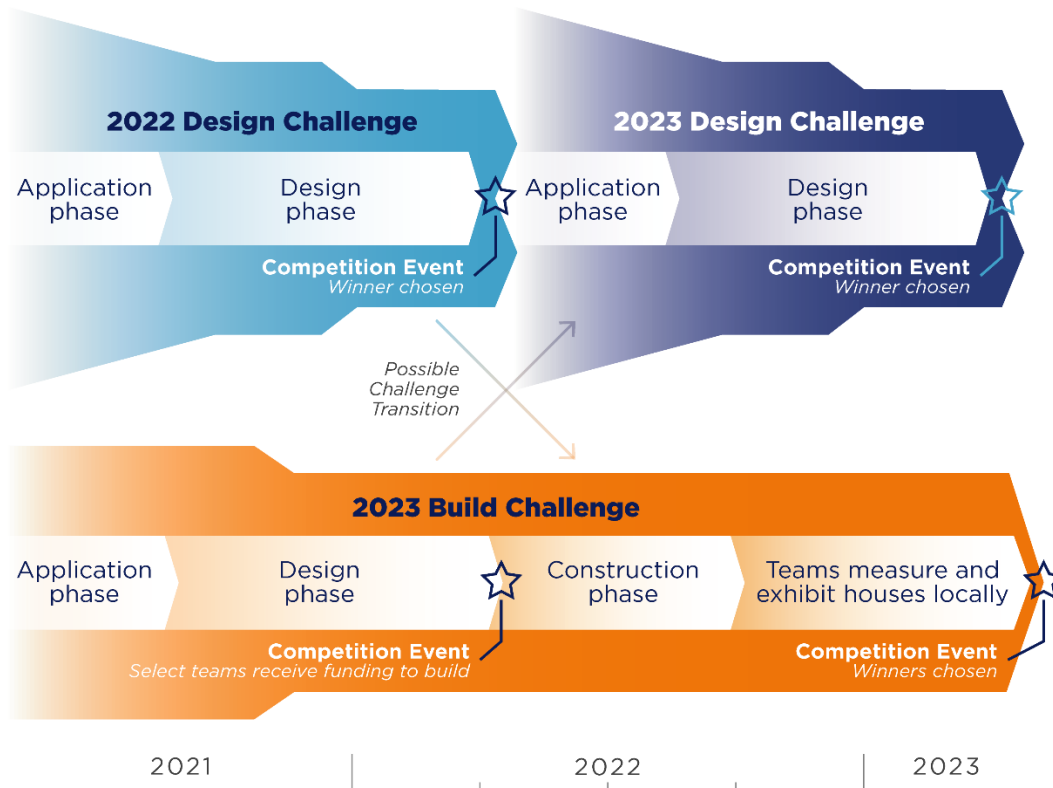 2022 Design Challenge
Application
phase
Design
phase
Competition Event
Winner chosen
2023 Design Challenge
Application
phase
Design
phase
Competition Event
Winner chosen
Possible
Challenge
Transition
2023 Build Challenge
Application
phase
Design
phase
Construction
phase
Teams measure and
exhibit houses locally
Competition Event
Select teams receive funding to build
Competition Event
Winners chosen
2021
2022
2023